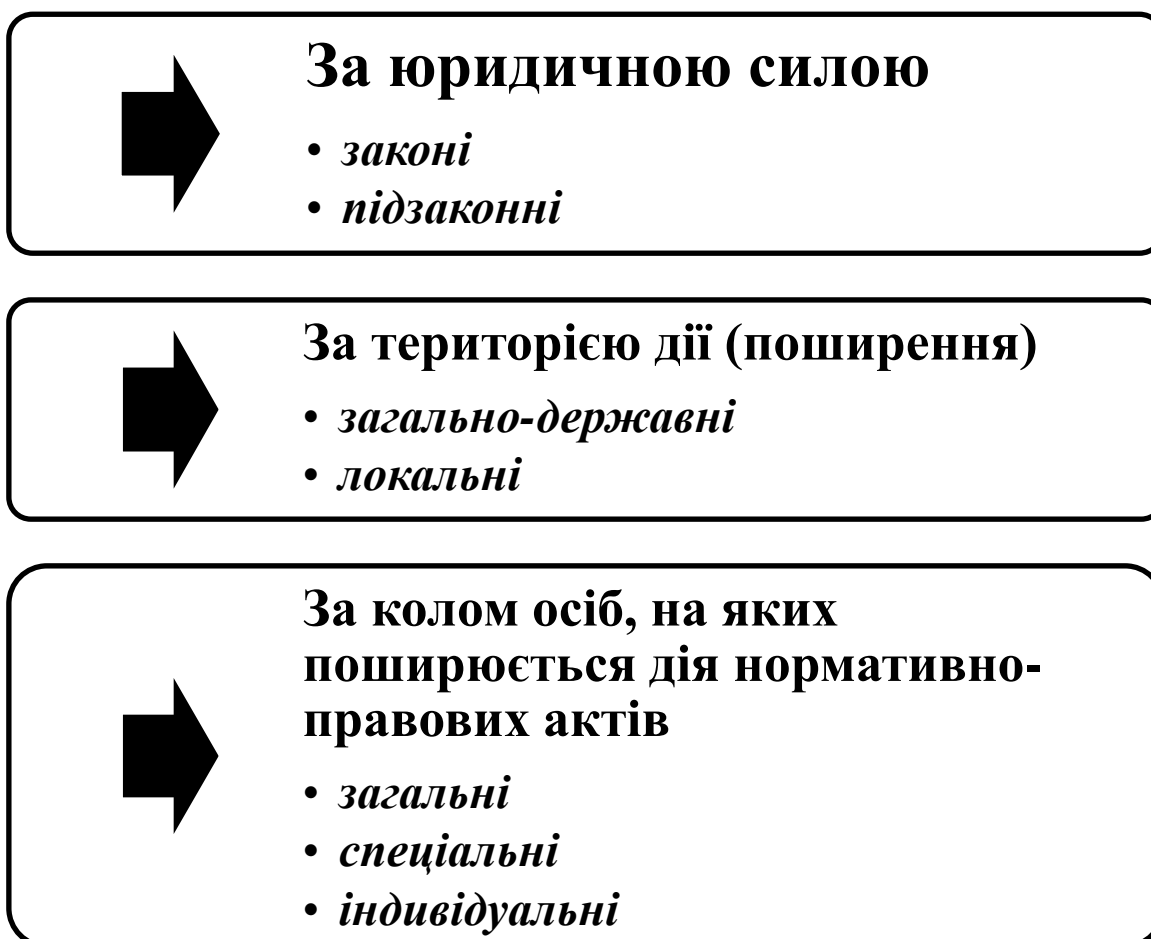 За юридичною силою
• законі
• підзаконні
За територією дії (поширення)
• загально-державні
• локальні
За колом осіб, на яких
поширюється дія нормативно-
правових актів
• загальні
• спеціальні
• індивідуальні